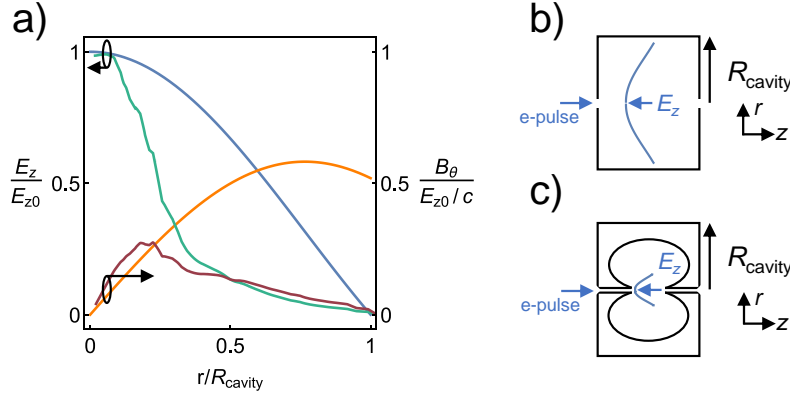 a)
1
0.5
0
E_z
E_z0
0
0.5
1
r/R_cavity
1
0.5
0
B_θ
E_z0 / c
b)
R_cavity
E_z
e-pulse
r
z
c)
R_cavity
E_z
e-pulse
r
z